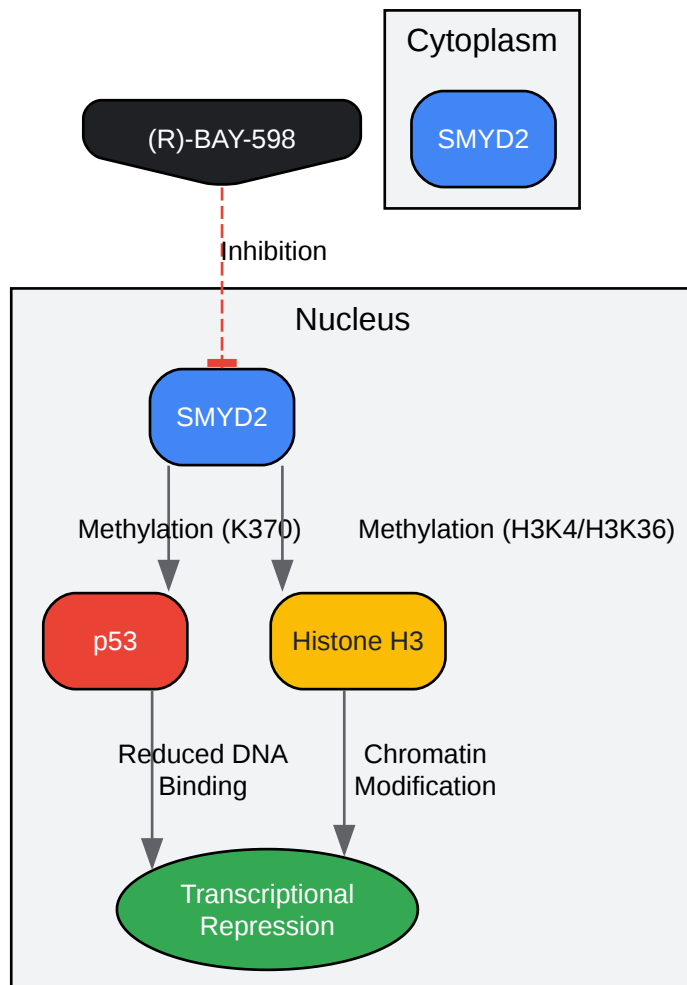 Cytoplasm
(R)-BAY-598
SMYD2
Inhibition
Nucleus
SMYD2
Methylation (K370)
Methylation (H3K4/H3K36)
p53
Histone H3
Reduced DNA
Binding
Chromatin
Modification
Transcriptional
Repression